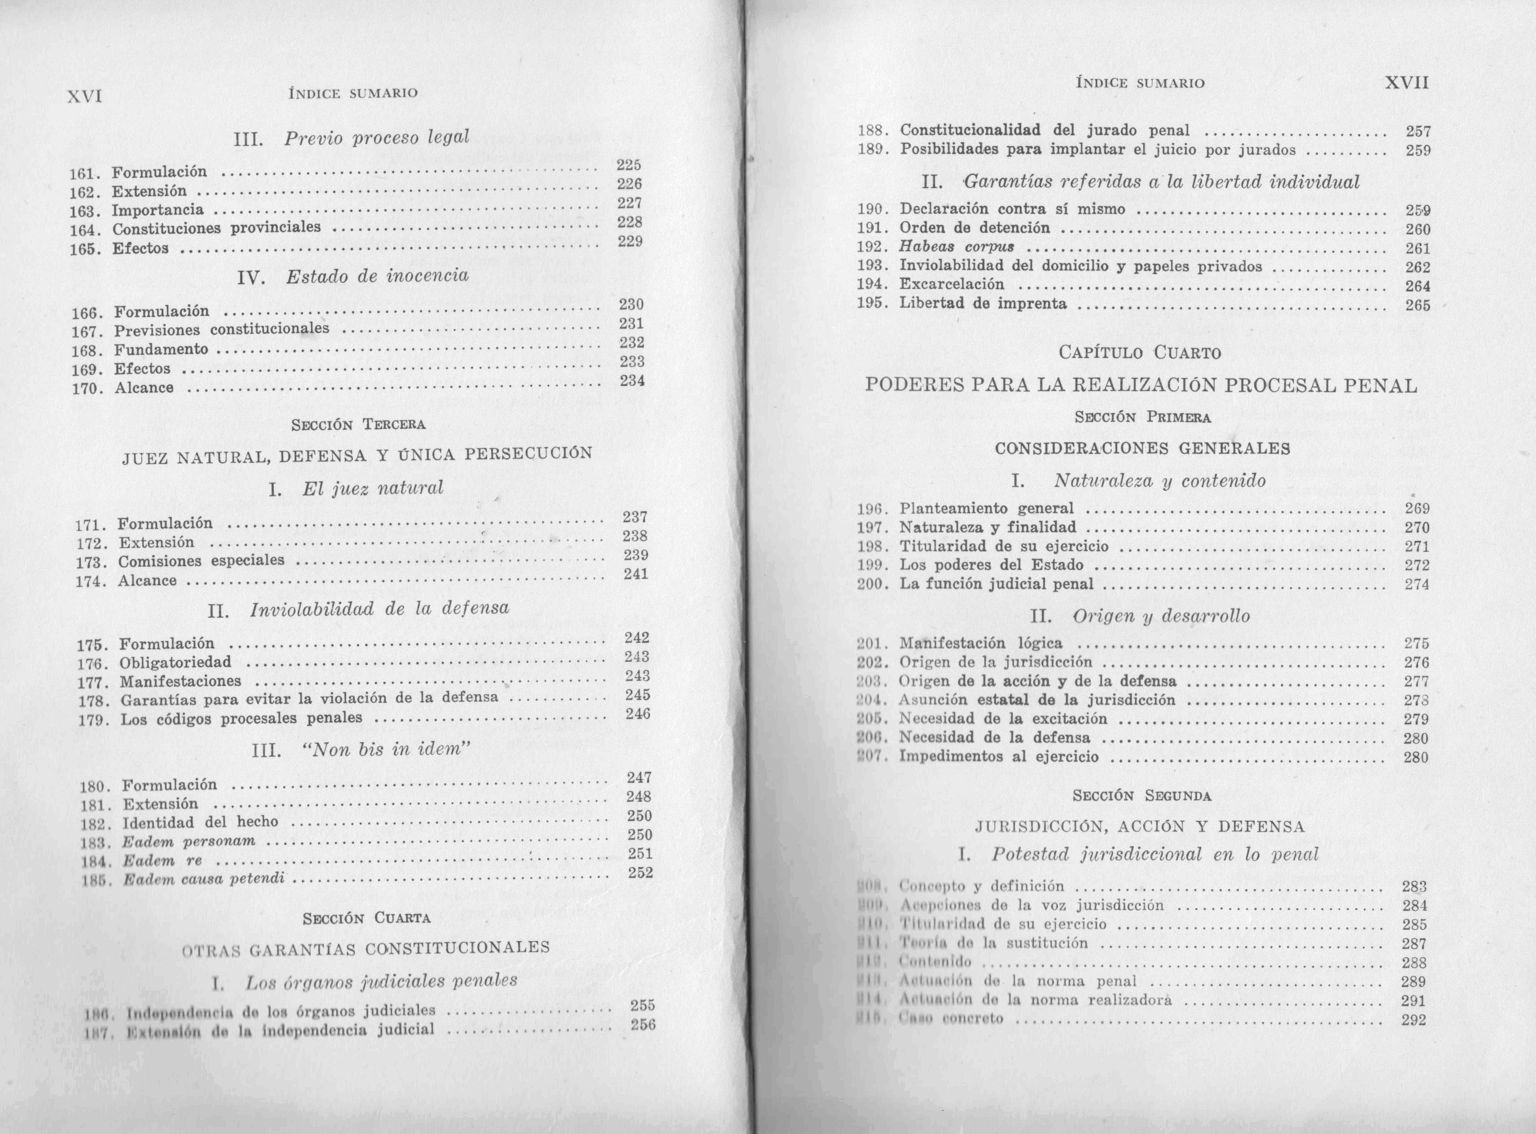 XVI ÍNDICE SUMARIO
III. Previo proceso legal
161. Formulación ........................................ 225
162. Extensión ........................................ 226
163. Importancia ........................................ 227
164. Constituciones provinciales ........................................ 228
165. Efectos ........................................ 229
IV. Estado de inocencia
166. Formulación ........................................ 230
167. Previsiones constitucionales ........................................ 231
168. Fundamento ........................................ 232
169. Efectos ........................................ 233
170. Alcance ........................................ 234
SECCIÓN TERCERA
JUEZ NATURAL, DEFENSA Y ÚNICA PERSECUCIÓN
I. El juez natural
171. Formulación ........................................ 237
172. Extensión ........................................ 238
173. Comisiones especiales ........................................ 239
174. Alcance ........................................ 241
II. Inviolabilidad de la defensa
175. Formulación ........................................ 242
176. Obligatoriedad ........................................ 243
177. Manifestaciones ........................................ 243
178. Garantías para evitar la violación de la defensa ............ 245
179. Los códigos procesales penales ............................ 246
III. “Non bis in idem”
180. Formulación ........................................ 247
181. Extensión ........................................ 248
182. Identidad del hecho ........................................ 250
183. Eadem personam ........................................ 250
184. Eadem re ........................................ 251
185. Eadem causa petendi ........................................ 252
SECCIÓN CUARTA
OTRAS GARANTÍAS CONSTITUCIONALES
I. Los órganos judiciales penales
186. Independencia de los órganos judiciales .................... 255
187. Extensión de la independencia judicial .................... 256
ÍNDICE SUMARIO XVII
188. Constitucionalidad del jurado penal ...................... 257
189. Posibilidades para implantar el juicio por jurados .......... 259
II. Garantías referidas a la libertad individual
190. Declaración contra sí mismo .............................. 259
191. Orden de detención ........................................ 260
192. Habeas corpus ........................................ 261
193. Inviolabilidad del domicilio y papeles privados .............. 262
194. Excarcelación ........................................ 264
195. Libertad de imprenta ........................................ 265
CAPÍTULO CUARTO
PODERES PARA LA REALIZACIÓN PROCESAL PENAL
SECCIÓN PRIMERA
CONSIDERACIONES GENERALES
I. Naturaleza y contenido
196. Planteamiento general ........................................ 269
197. Naturaleza y finalidad ........................................ 270
198. Titularidad de su ejercicio ................................ 271
199. Los poderes del Estado ........................................ 272
200. La función judicial penal .................................. 274
II. Origen y desarrollo
201. Manifestación lógica ........................................ 275
202. Origen de la jurisdicción .................................. 276
203. Origen de la acción y de la defensa ........................ 277
204. Asunción estatal de la jurisdicción ........................ 278
205. Necesidad de la excitación ................................ 279
206. Necesidad de la defensa .................................. 280
207. Impedimentos al ejercicio .................................. 280
SECCIÓN SEGUNDA
JURISDICCIÓN, ACCIÓN Y DEFENSA
I. Potestad jurisdiccional en lo penal
208. Concepto y definición ........................................ 283
209. Acepciones de la voz jurisdicción .......................... 284
210. Titularidad de su ejercicio ................................ 285
211. Teoría de la sustitución .................................. 287
212. Contenido ........................................ 288
213. Actuación de la norma penal .............................. 289
214. Actuación de la norma realizadora ........................ 291
215. Caso concreto ........................................ 292